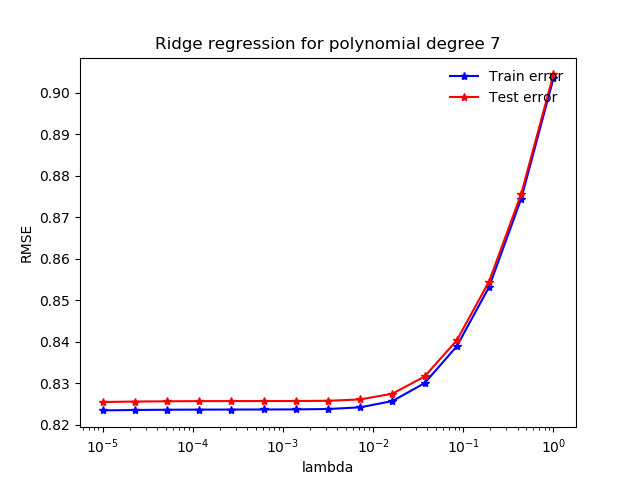 Ridge regression for polynomial degree 7
Train error
Test error
0.90
0.89
0.88
0.87
0.86
0.85
0.84
0.83
0.82
RMSE
10⁻⁵ 10⁻⁴ 10⁻³ 10⁻² 10⁻¹ 10⁰
lambda